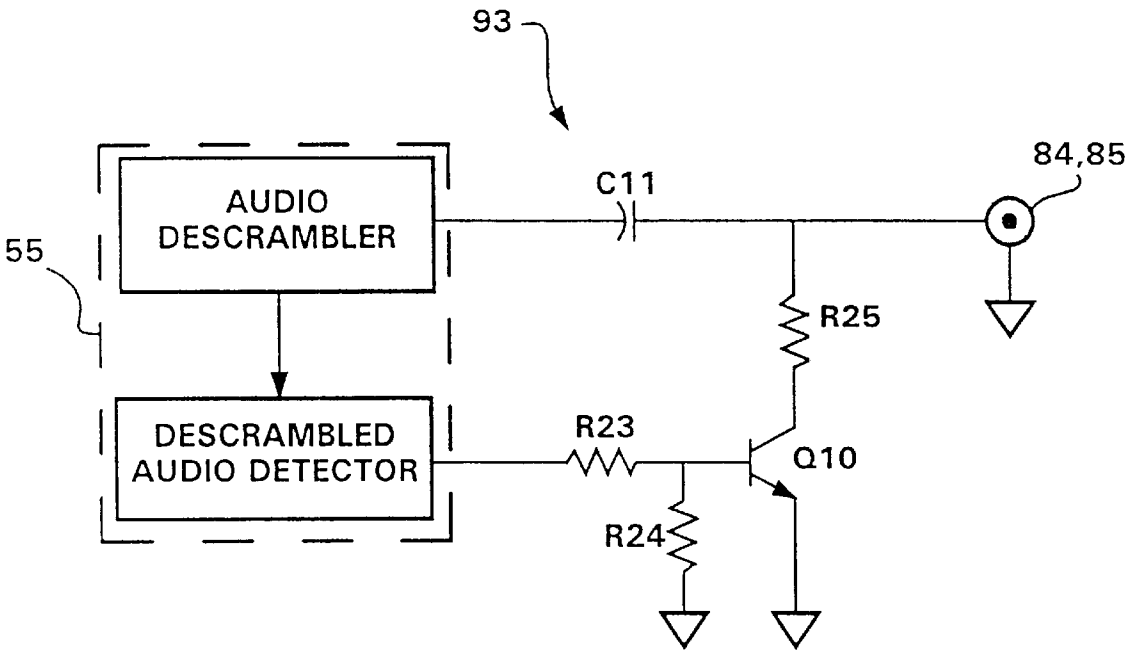 93
84,85
C11
AUDIO
DESCRAMBLER
55
R25
DESCRAMBLED
AUDIO DETECTOR
R23
Q10
R24